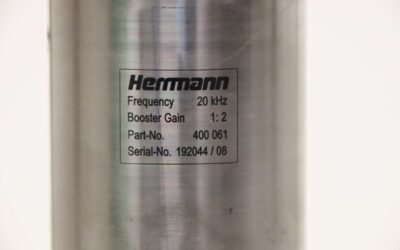 Herrmann
Frequency 20 kHz
Booster Gain 1: 2
Part-No. 400 061
Serial-No. 192044 / 08